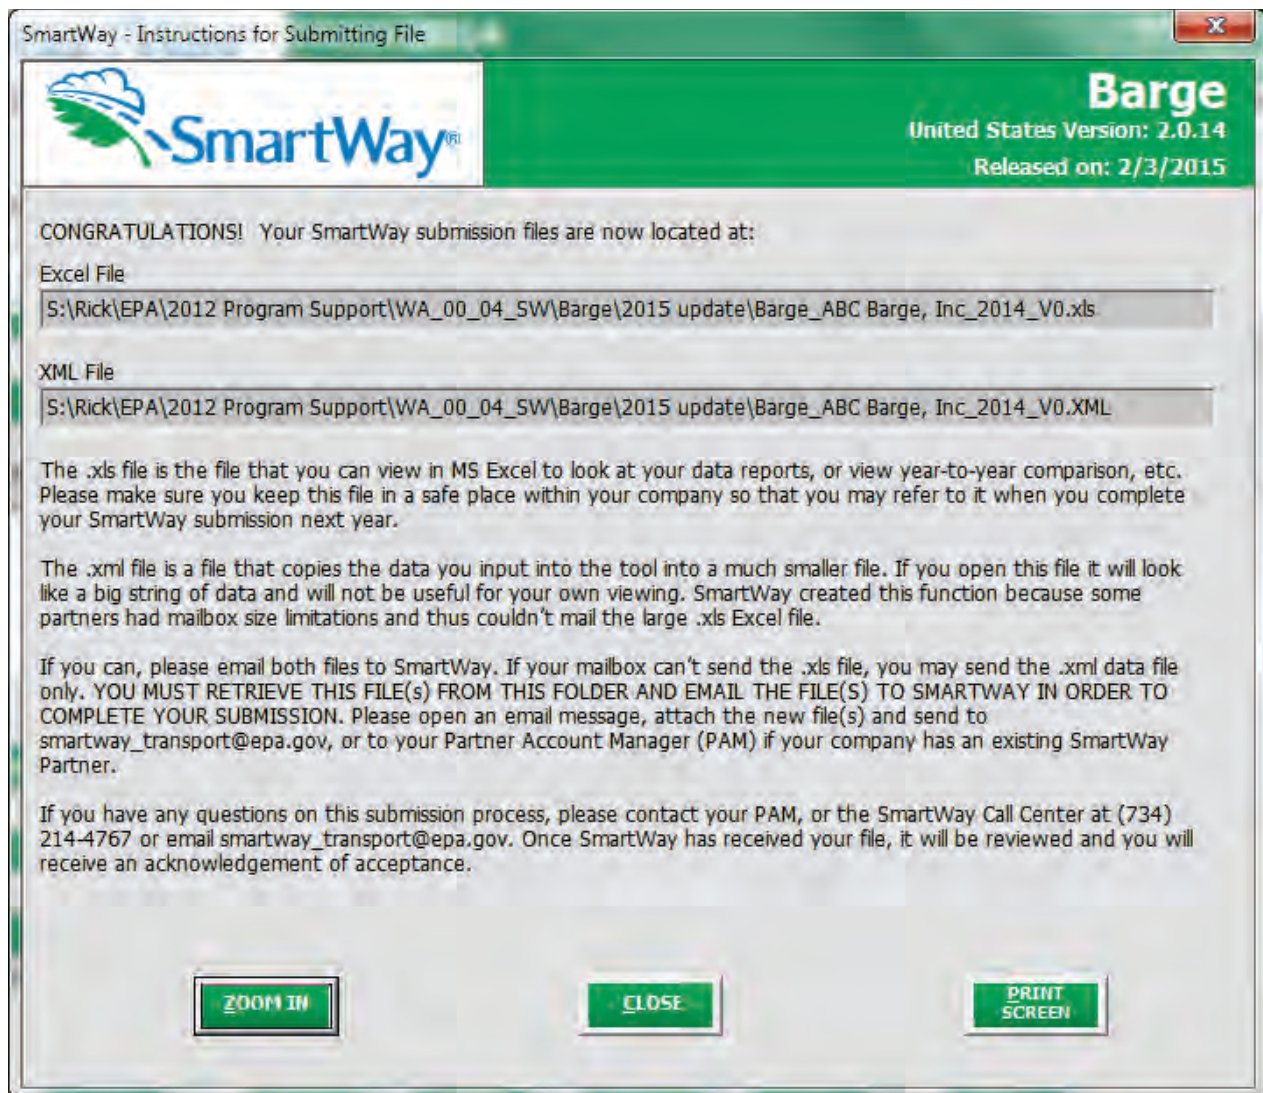 SmartWay - Instructions for Submitting File
X
SmartWay®
Barge
United States Version: 2.0.14
Released on: 2/3/2015
CONGRATULATIONS! Your SmartWay submission files are now located at:
Excel File
S:\Rick\EPA\2012 Program Support\WA_00_04_SW\Barge\2015 update\Barge_ABC Barge, Inc_2014_V0.xls
XML File
S:\Rick\EPA\2012 Program Support\WA_00_04_SW\Barge\2015 update\Barge_ABC Barge, Inc_2014_V0.XML
The .xls file is the file that you can view in MS Excel to look at your data reports, or view year-to-year comparison, etc.
Please make sure you keep this file in a safe place within your company so that you may refer to it when you complete
your SmartWay submission next year.
The .xml file is a file that copies the data you input into the tool into a much smaller file. If you open this file it will look
like a big string of data and will not be useful for your own viewing. SmartWay created this function because some
partners had mailbox size limitations and thus couldn't mail the large .xls Excel file.
If you can, please email both files to SmartWay. If your mailbox can't send the .xls file, you may send the .xml data file
only. YOU MUST RETRIEVE THIS FILE(s) FROM THIS FOLDER AND EMAIL THE FILE(S) TO SMARTWAY IN ORDER TO
COMPLETE YOUR SUBMISSION. Please open an email message, attach the new file(s) and send to
smartway_transport@epa.gov, or to your Partner Account Manager (PAM) if your company has an existing SmartWay
Partner.
If you have any questions on this submission process, please contact your PAM, or the SmartWay Call Center at (734)
214-4767 or email smartway_transport@epa.gov. Once SmartWay has received your file, it will be reviewed and you will
receive an acknowledgement of acceptance.
ZOOM IN
CLOSE
PRINT
SCREEN